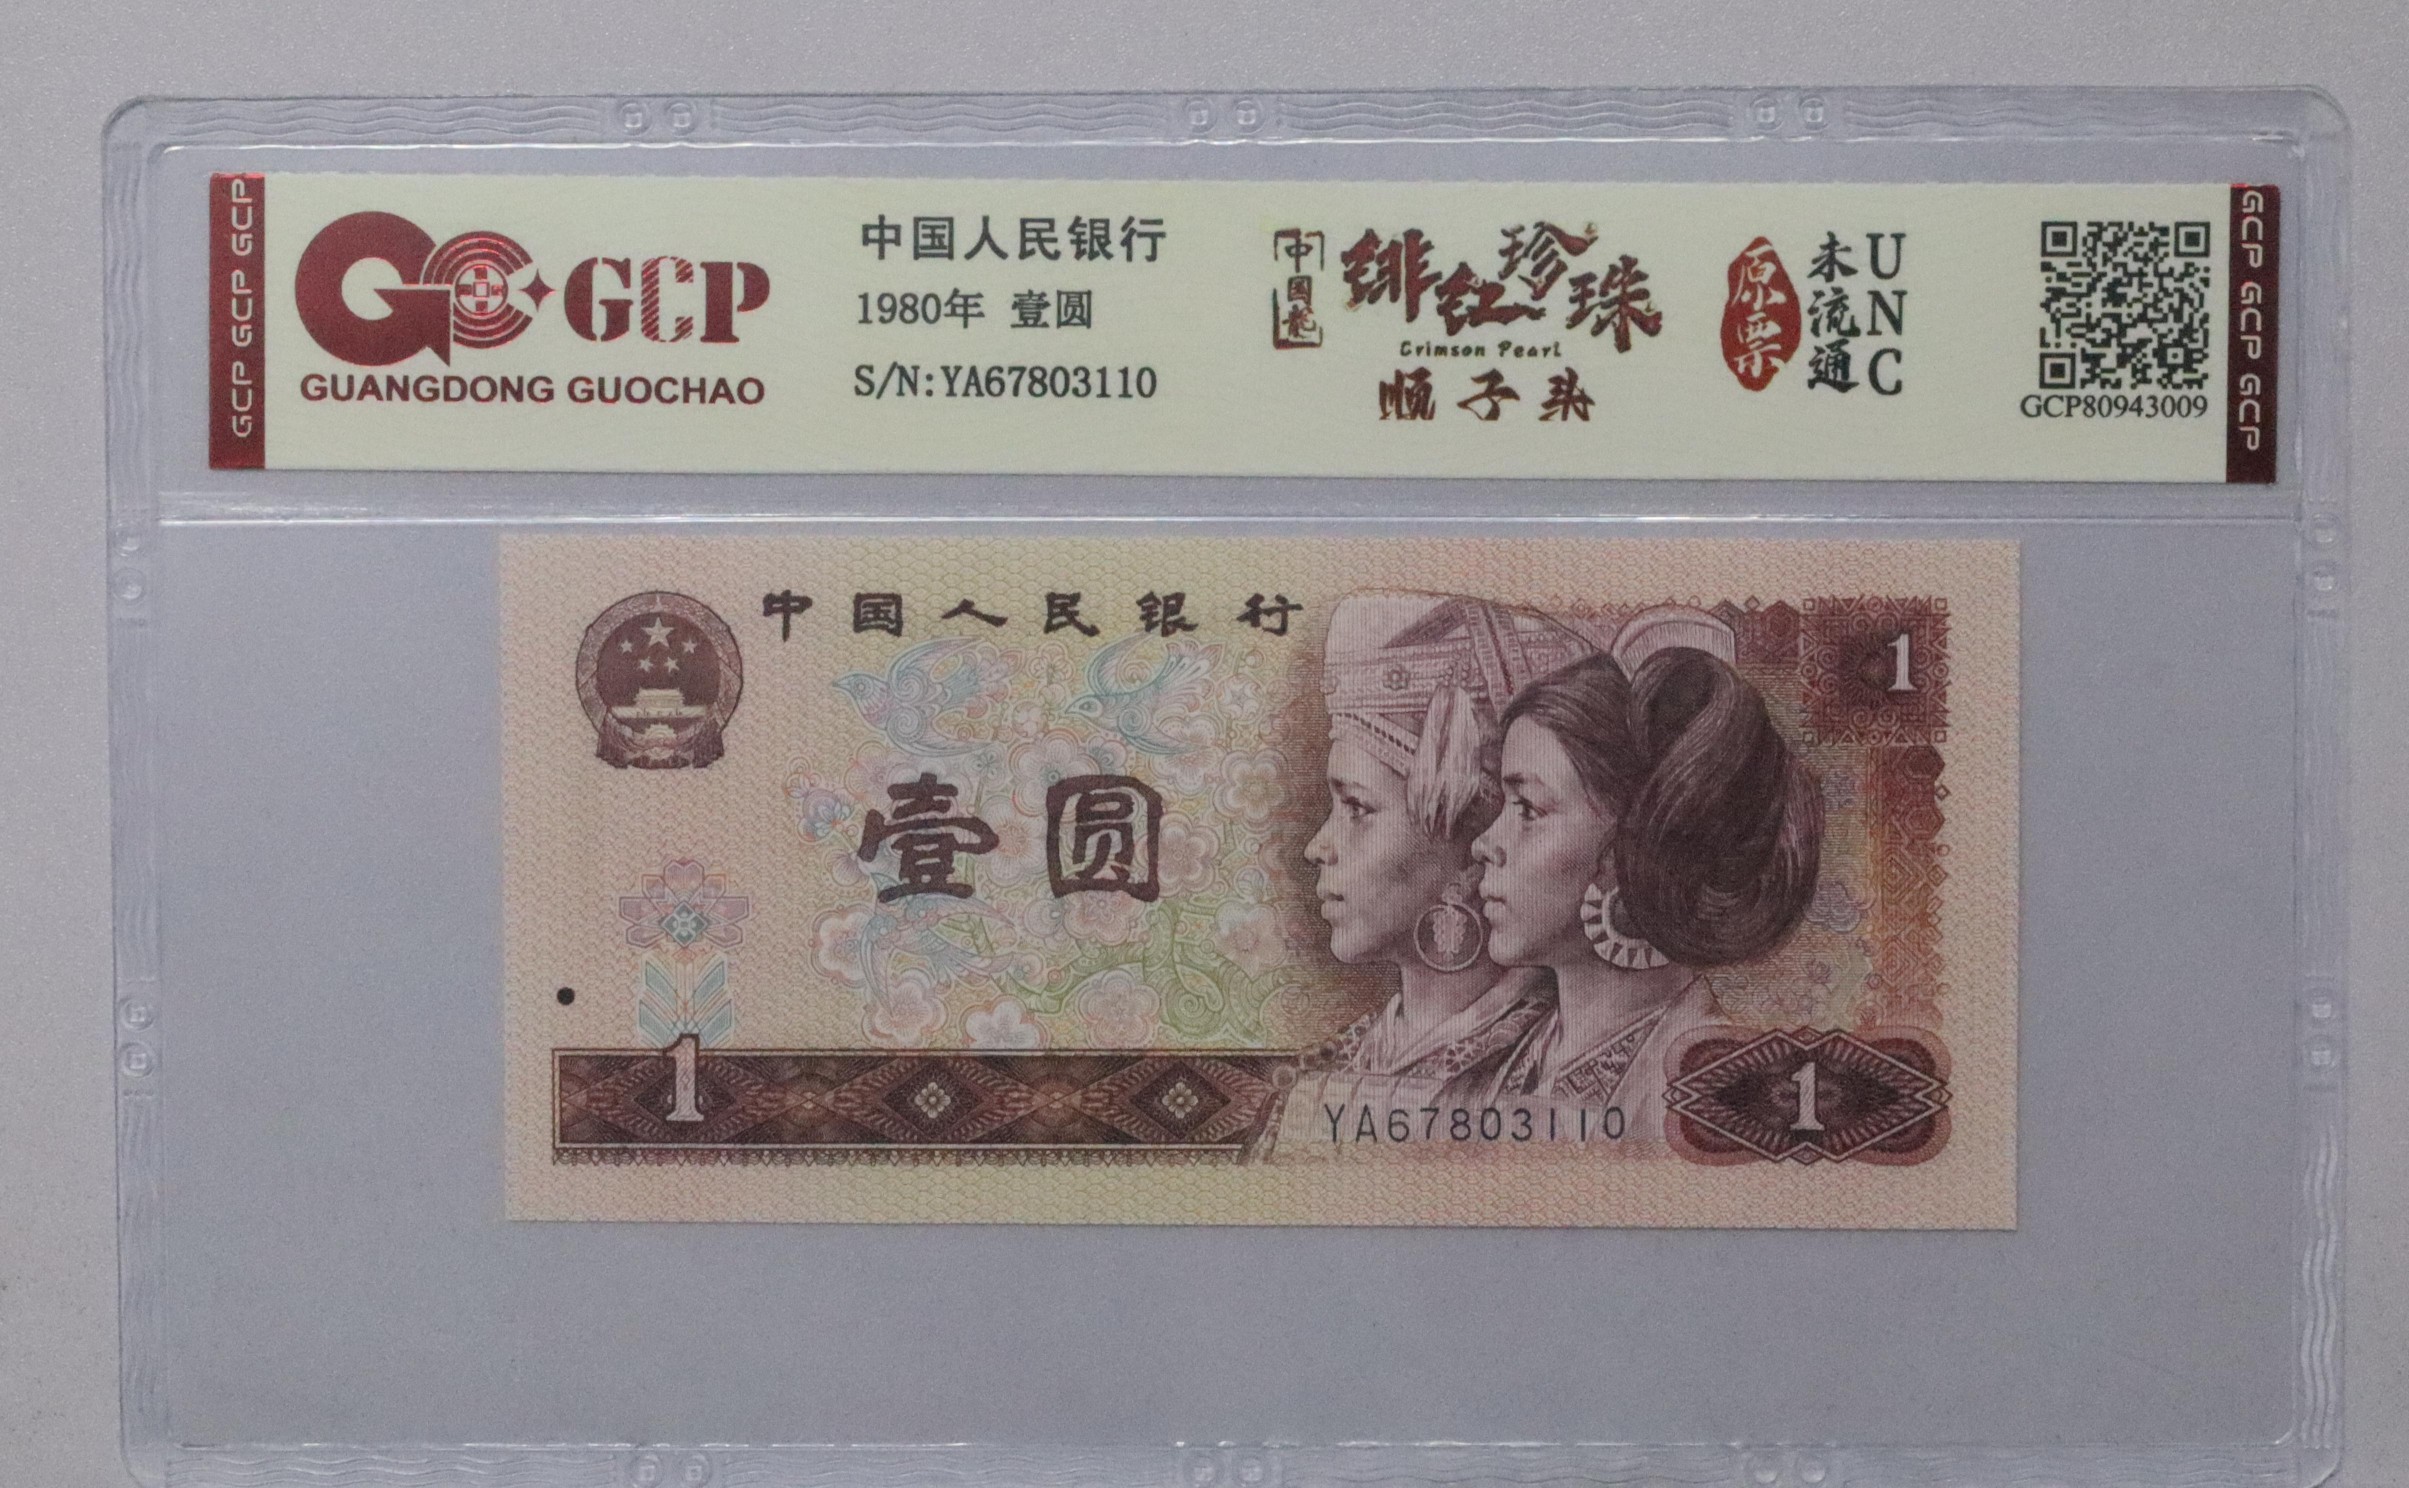 GCP GCP GCP
GCP
GUANGDONG GUOCHAO
中国人民银行
1980年 壹圆
S/N:YA67803110
中国龙
绯红珍珠
Crimson Pearl
顺子号
原票
未流通
UNC
GCP80943009
GCP GCP GCP
中国人民银行
1
壹圆
1
1
YA67803110